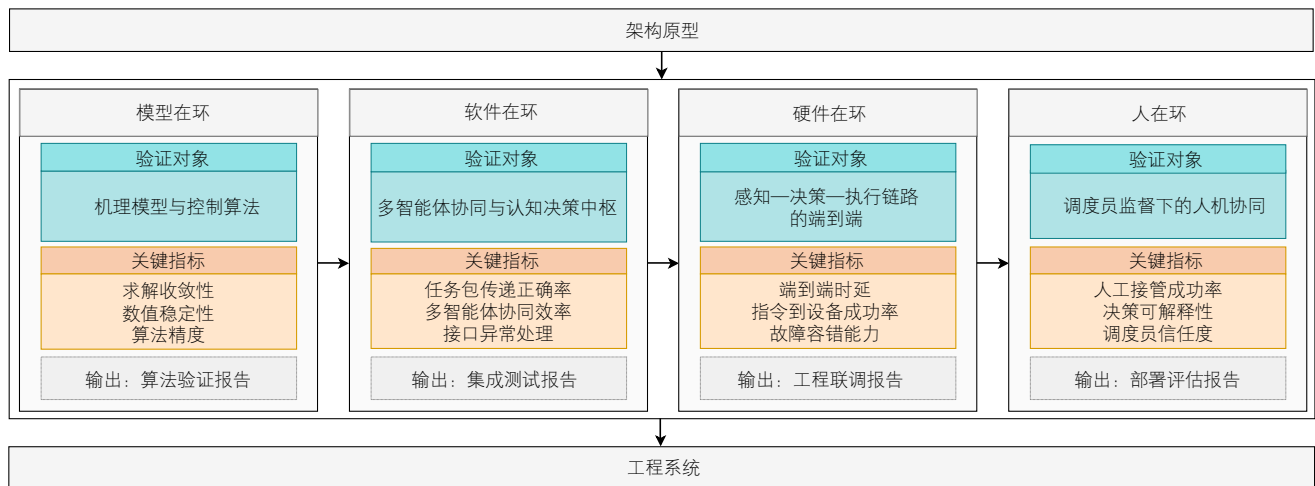 架构原型
模型在环
验证对象
机理模型与控制算法
关键指标
求解收敛性
数值稳定性
算法精度
输出：算法验证报告
软件在环
验证对象
多智能体协同与认知决策中枢
关键指标
任务包传递正确率
多智能体协同效率
接口异常处理
输出：集成测试报告
硬件在环
验证对象
感知—决策—执行链路
的端到端
关键指标
端到端时延
指令到设备成功率
故障容错能力
输出：工程联调报告
人在环
验证对象
调度员监督下的人机协同
关键指标
人工接管成功率
决策可解释性
调度员信任度
输出：部署评估报告
工程系统